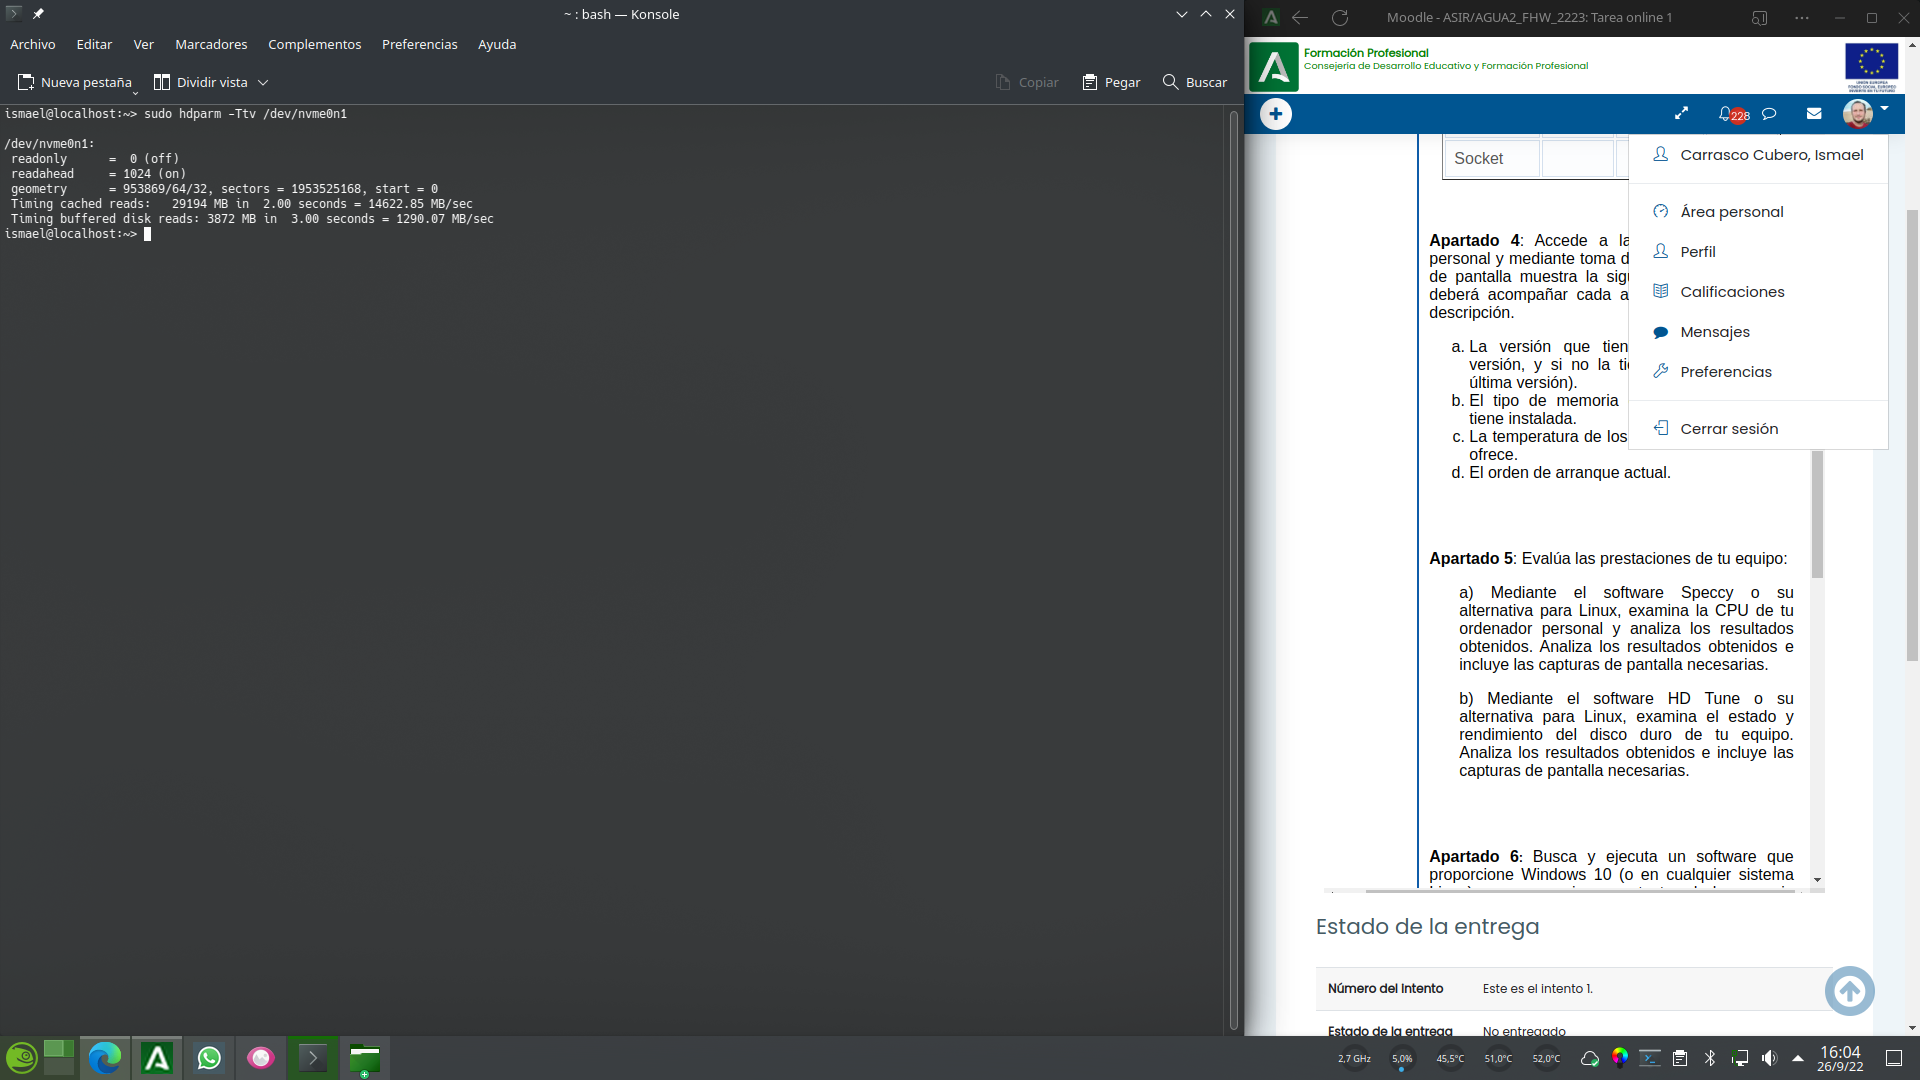 ~ : bash — Konsole
Archivo Editar Ver Marcadores Complementos Preferencias Ayuda
Nueva pestaña Dividir vista Copiar Pegar Buscar
ismael@localhost:~> sudo hdparm -Ttv /dev/nvme0n1
/dev/nvme0n1:
readonly      =  0 (off)
readahead     = 1024 (on)
geometry      = 953869/64/32, sectors = 1953525168, start = 0
Timing cached reads:   29194 MB in  2.00 seconds = 14622.85 MB/sec
Timing buffered disk reads: 3872 MB in  3.00 seconds = 1290.07 MB/sec
ismael@localhost:~>
Moodle - ASIR/AGUA2_FHW_2223: Tarea online 1
Formación Profesional
Consejería de Desarrollo Educativo y Formación Profesional
228
Socket
Carrasco Cubero, Ismael
Área personal
Perfil
Calificaciones
Mensajes
Preferencias
Cerrar sesión
Apartado 4: Accede a la
personal y mediante toma d
de pantalla muestra la sig
deberá acompañar cada a
descripción.
a. La versión que tien
versión, y si no la ti
última versión).
b. El tipo de memoria
tiene instalada.
c. La temperatura de los
ofrece.
d. El orden de arranque actual.
Apartado 5: Evalúa las prestaciones de tu equipo:
a) Mediante el software Speccy o su
alternativa para Linux, examina la CPU de tu
ordenador personal y analiza los resultados
obtenidos. Analiza los resultados obtenidos e
incluye las capturas de pantalla necesarias.
b) Mediante el software HD Tune o su
alternativa para Linux, examina el estado y
rendimiento del disco duro de tu equipo.
Analiza los resultados obtenidos e incluye las
capturas de pantalla necesarias.
Apartado 6: Busca y ejecuta un software que
proporcione Windows 10 (o en cualquier sistema
Estado de la entrega
Número del Intento Este es el intento 1.
Estado de la entrega No entregado
2,7 GHz 5,0% 45,5°C 51,0°C 52,0°C
16:04
26/9/22